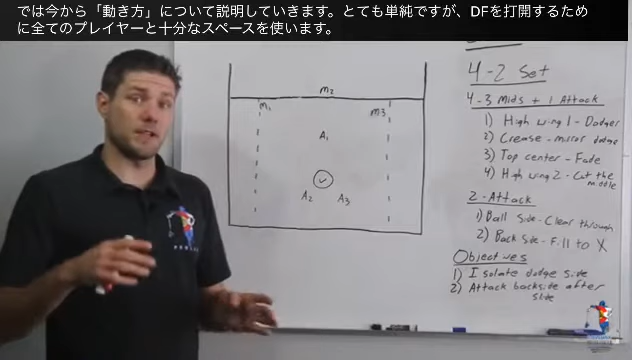 では今から「動き方」について説明していきます。とても単純ですが、DFを打開するため
に全てのプレイヤーと十分なスペースを使います。
4-2 Set
4-3 Mids + 1 Attack
1) High wing 1 - Dodger
2) Crease - mirror dodge
3) Top center - Fade
4) High wing 2 - Cut the
middle
2 - Attack
1) Ball Side - Clear through
2) Back Side - Fill to X
Objectives
1) Isolate dodge side
2) Attack backside after
slide
M2
M1
M3
A1
A2
A3